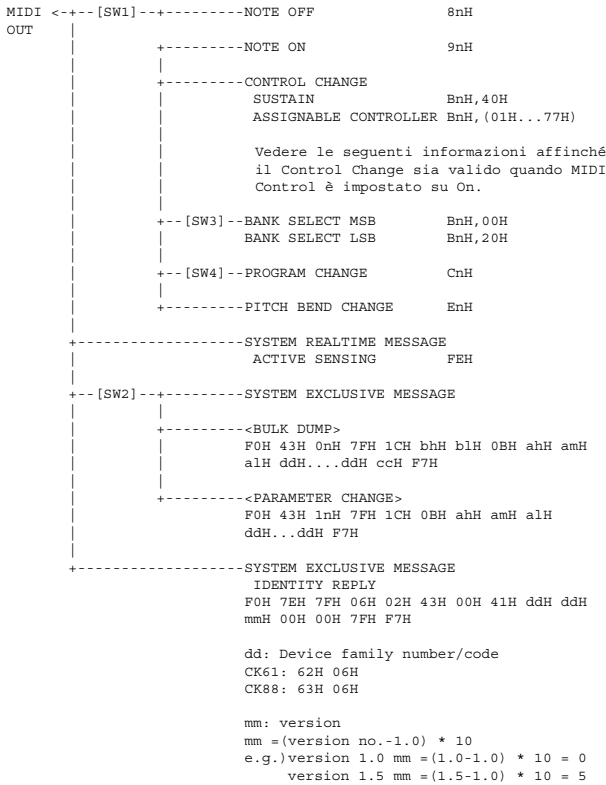 MIDI <-+--[SW1]--+---------NOTE OFF 8nH
OUT |
| +---------NOTE ON 9nH
| |
| +---------CONTROL CHANGE
| | SUSTAIN BnH,40H
| | ASSIGNABLE CONTROLLER BnH,(01H...77H)
| |
| | Vedere le seguenti informazioni affinché
| | il Control Change sia valido quando MIDI
| | Control è impostato su On.
| |
| +--[SW3]--BANK SELECT MSB BnH,00H
| | BANK SELECT LSB BnH,20H
| |
| +--[SW4]--PROGRAM CHANGE CnH
| |
| +---------PITCH BEND CHANGE EnH
|
+-------------------SYSTEM REALTIME MESSAGE
| ACTIVE SENSING FEH
|
+--[SW2]--+---------SYSTEM EXCLUSIVE MESSAGE
| |
| +---------<BULK DUMP>
| | F0H 43H 0nH 7FH 1CH bhH blH 0BH ahH amH
| | alH ddH....ddH ccH F7H
| |
| +---------<PARAMETER CHANGE>
| F0H 43H 1nH 7FH 1CH 0BH ahH amH alH
| ddH...ddH F7H
|
+-------------------SYSTEM EXCLUSIVE MESSAGE
IDENTITY REPLY
F0H 7EH 7FH 06H 02H 43H 00H 41H ddH ddH
mmH 00H 00H 7FH F7H
dd: Device family number/code
CK61: 62H 06H
CK88: 63H 06H
mm: version
mm =(version no.-1.0) * 10
e.g.)version 1.0 mm =(1.0-1.0) * 10 = 0
version 1.5 mm =(1.5-1.0) * 10 = 5